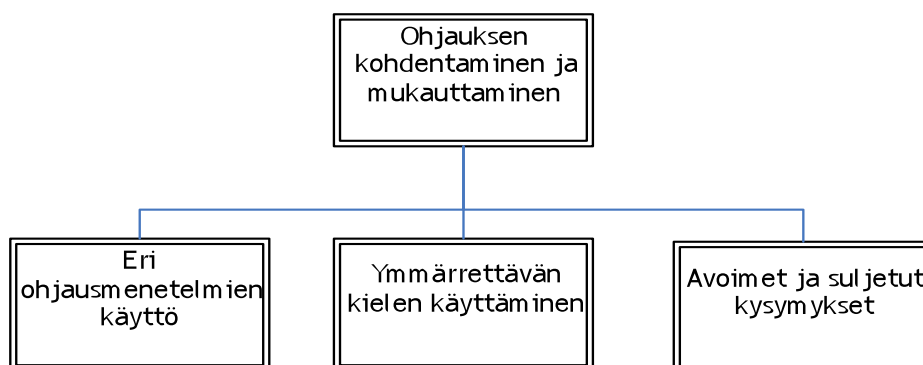 Ohjauksen
kohdentaminen ja
mukauttaminen
Eri
ohjausmenetelmien
käyttö
Ymmärrettävän
kielen käyttäminen
Avoimet ja suljetut
kysymykset